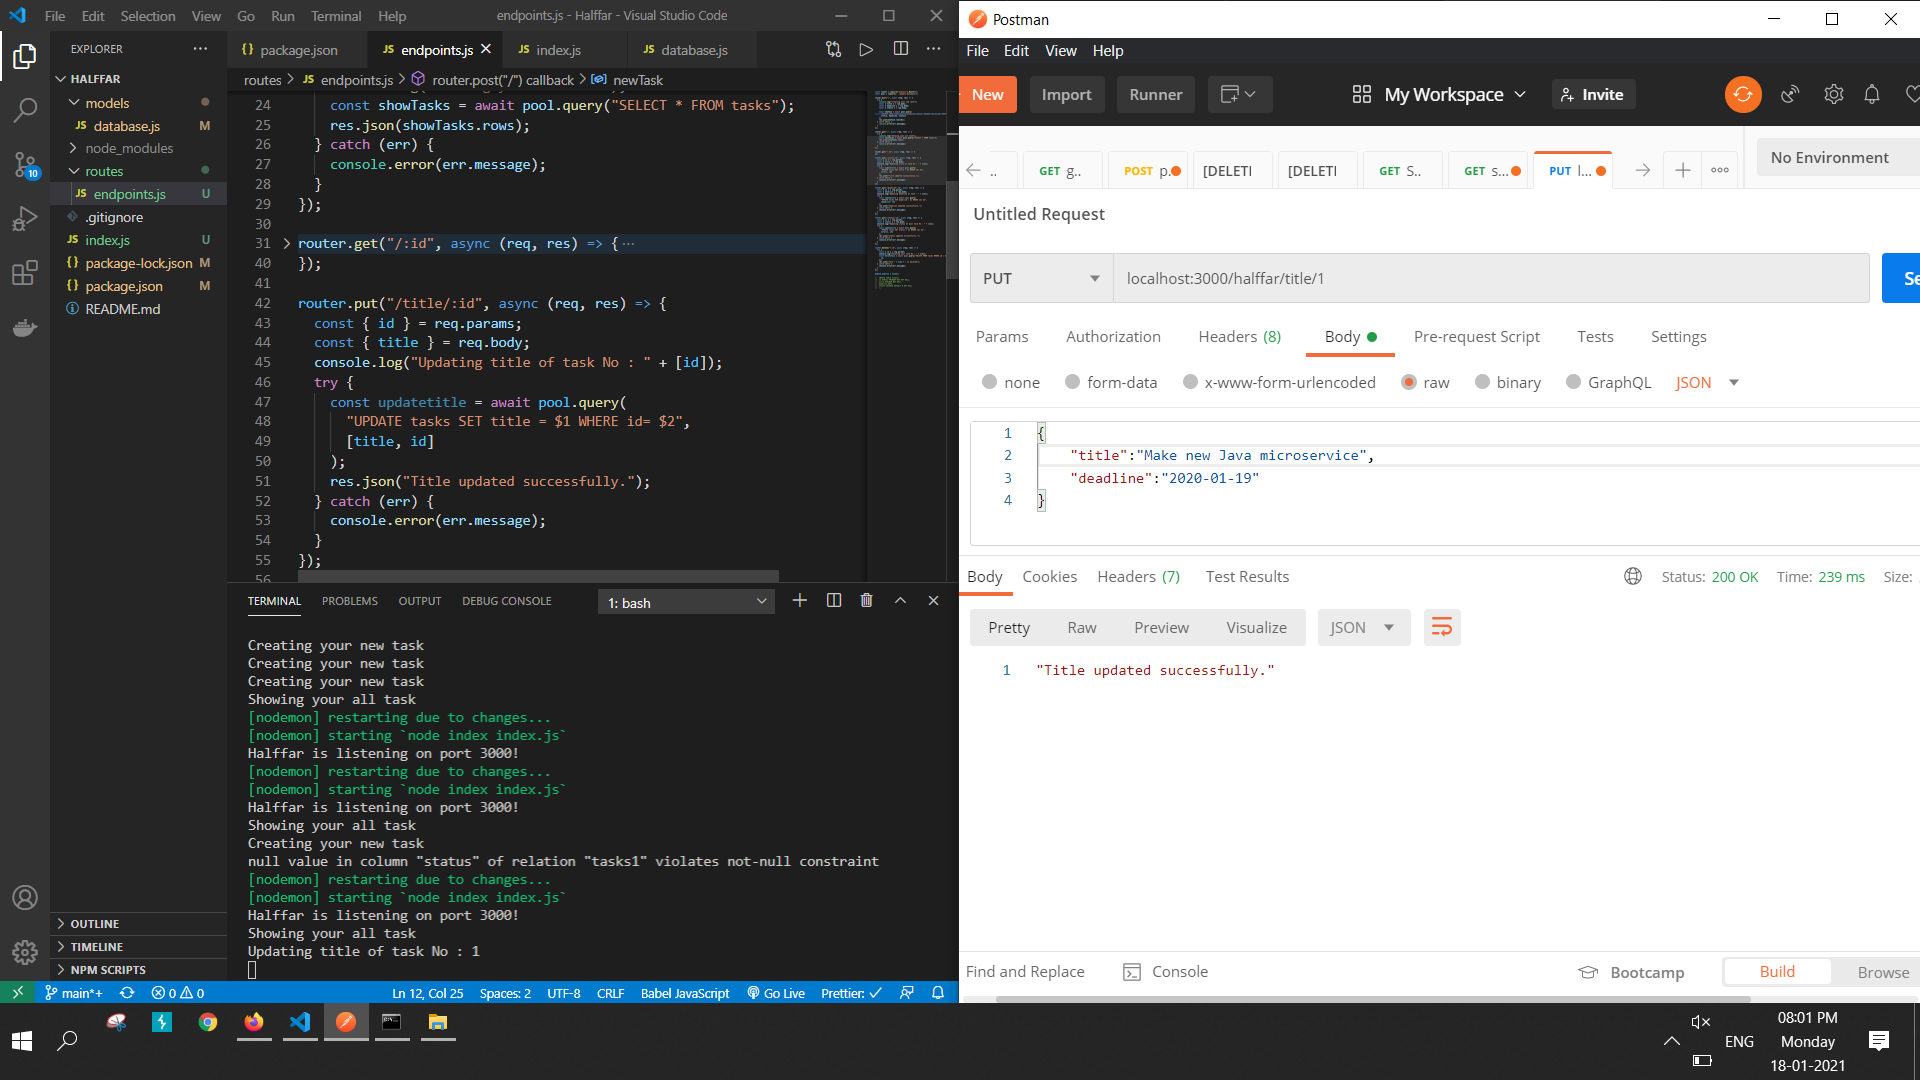 File Edit Selection View Go Run Terminal Help
endpoints.js - Halffar - Visual Studio Code
EXPLORER
HALFFAR
models
database.js M
node_modules
routes
endpoints.js U
.gitignore
index.js U
package-lock.json M
package.json M
README.md
OUTLINE
TIMELINE
NPM SCRIPTS
10
package.json
endpoints.js
index.js
database.js
routes > endpoints.js > router.post("/") callback > newTask
24 const showTasks = await pool.query("SELECT * FROM tasks");
25 res.json(showTasks.rows);
26 } catch (err) {
27 console.error(err.message);
28 }
29 });
30
31 router.get("/:id", async (req, res) => {···
40 });
41
42 router.put("/title/:id", async (req, res) => {
43 const { id } = req.params;
44 const { title } = req.body;
45 console.log("Updating title of task No : " + [id]);
46 try {
47 const updatetitle = await pool.query(
48 "UPDATE tasks SET title = $1 WHERE id= $2",
49 [title, id]
50 );
51 res.json("Title updated successfully.");
52 } catch (err) {
53 console.error(err.message);
54 }
55 });
56
TERMINAL PROBLEMS OUTPUT DEBUG CONSOLE 1: bash
Creating your new task
Creating your new task
Creating your new task
Showing your all task
[nodemon] restarting due to changes...
[nodemon] starting `node index index.js`
Halffar is listening on port 3000!
[nodemon] restarting due to changes...
[nodemon] starting `node index index.js`
Halffar is listening on port 3000!
Showing your all task
Creating your new task
null value in column "status" of relation "tasks1" violates not-null constraint
[nodemon] restarting due to changes...
[nodemon] starting `node index index.js`
Halffar is listening on port 3000!
Showing your all task
Updating title of task No : 1
main*+ 0 0 Ln 12, Col 25 Spaces: 2 UTF-8 CRLF Babel JavaScript Go Live Prettier:
Postman
File Edit View Help
New Import Runner My Workspace Invite
.. GET g.. POST p. [DELETI [DELETI GET S.. GET s... PUT l... No Environment
Untitled Request
PUT localhost:3000/halffar/title/1 Se
Params Authorization Headers (8) Body Pre-request Script Tests Settings
none form-data x-www-form-urlencoded raw binary GraphQL JSON
1 {
2 "title":"Make new Java microservice",
3 "deadline":"2020-01-19"
4 }
Body Cookies Headers (7) Test Results Status: 200 OK Time: 239 ms Size:
Pretty Raw Preview Visualize JSON
1 "Title updated successfully."
Find and Replace Console Bootcamp Build Browse
ENG
08:01 PM
Monday
18-01-2021